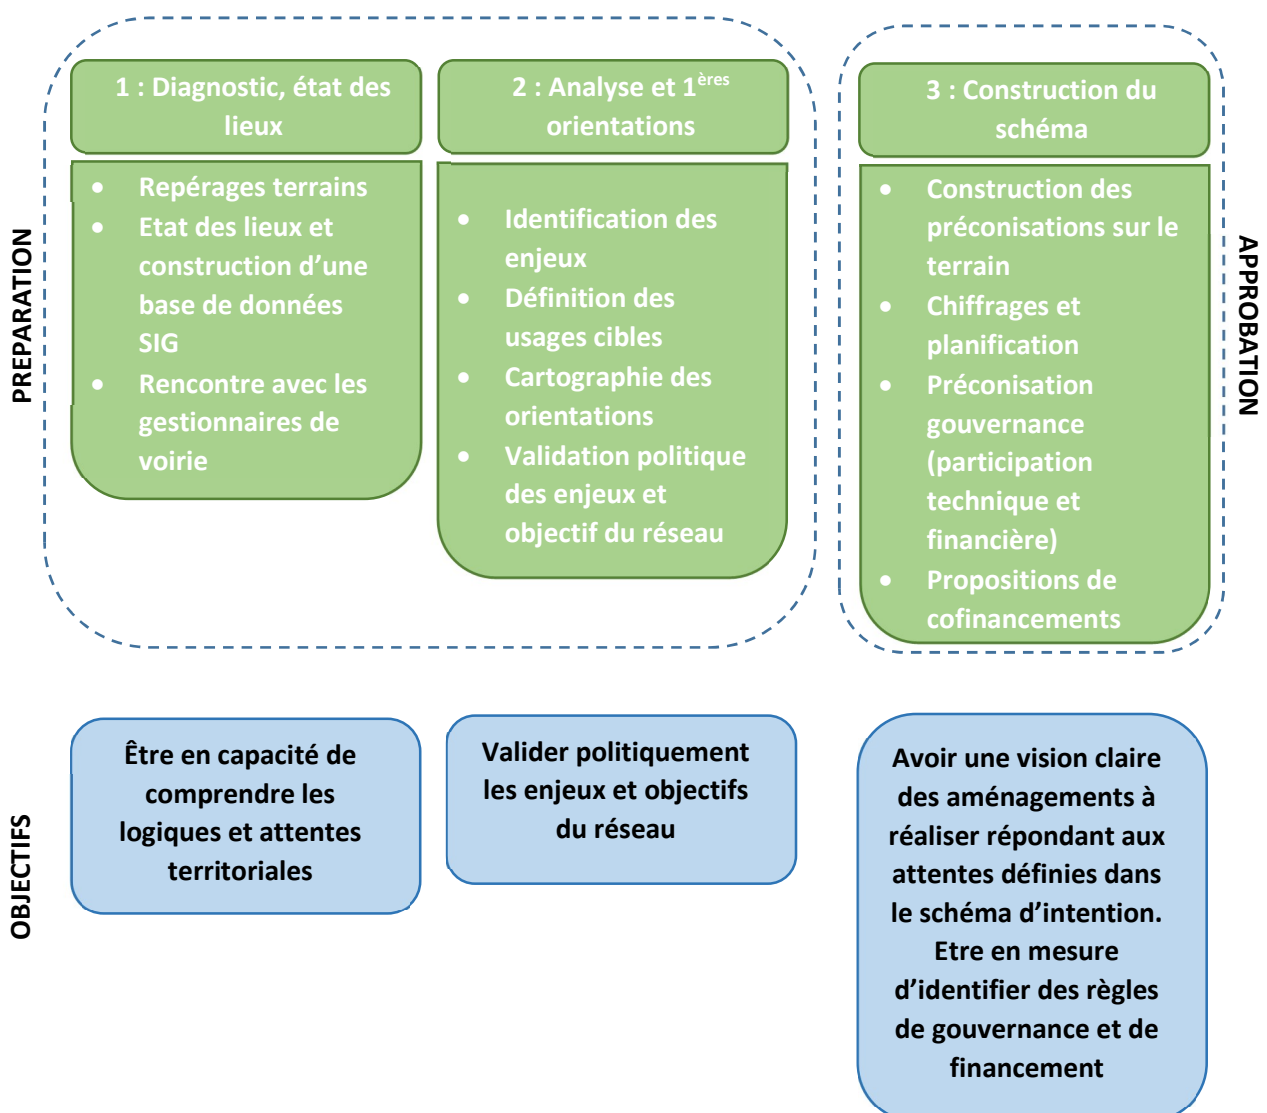 PREPARATION
1 : Diagnostic, état des
lieux
• Repérages terrains
• Etat des lieux et
construction d’une
base de données
SIG
• Rencontre avec les
gestionnaires de
voirie
2 : Analyse et 1ères
orientations
• Identification des
enjeux
• Définition des
usages cibles
• Cartographie des
orientations
• Validation politique
des enjeux et
objectif du réseau
3 : Construction du
schéma
• Construction des
préconisations sur le
terrain
• Chiffrages et
planification
• Préconisation
gouvernance
(participation
technique et
financière)
• Propositions de
cofinancements
APPROBATION
OBJECTIFS
Être en capacité de
comprendre les
logiques et attentes
territoriales
Valider politiquement
les enjeux et objectifs
du réseau
Avoir une vision claire
des aménagements à
réaliser répondant aux
attentes définies dans
le schéma d’intention.
Etre en mesure
d’identifier des règles
de gouvernance et de
financement